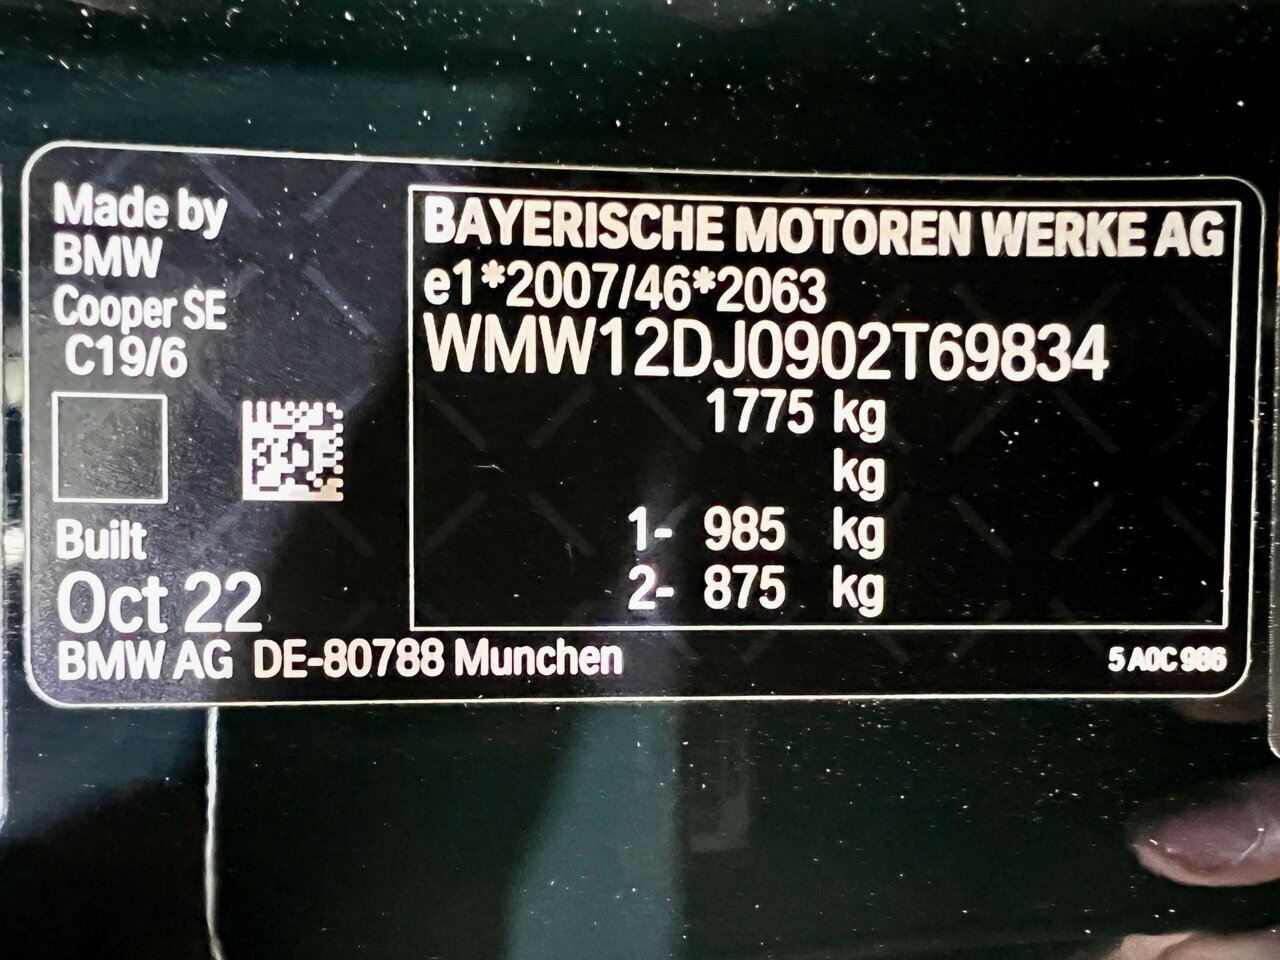 Made by
BMW
Cooper SE
C19/6
Built
Oct 22
BAYERISCHE MOTOREN WERKE AG
e1*2007/46*2063
WMW12DJ0902T69834
1775 kg
kg
1- 985 kg
2- 875 kg
BMW AG DE-80788 Munchen
5 A0C 986